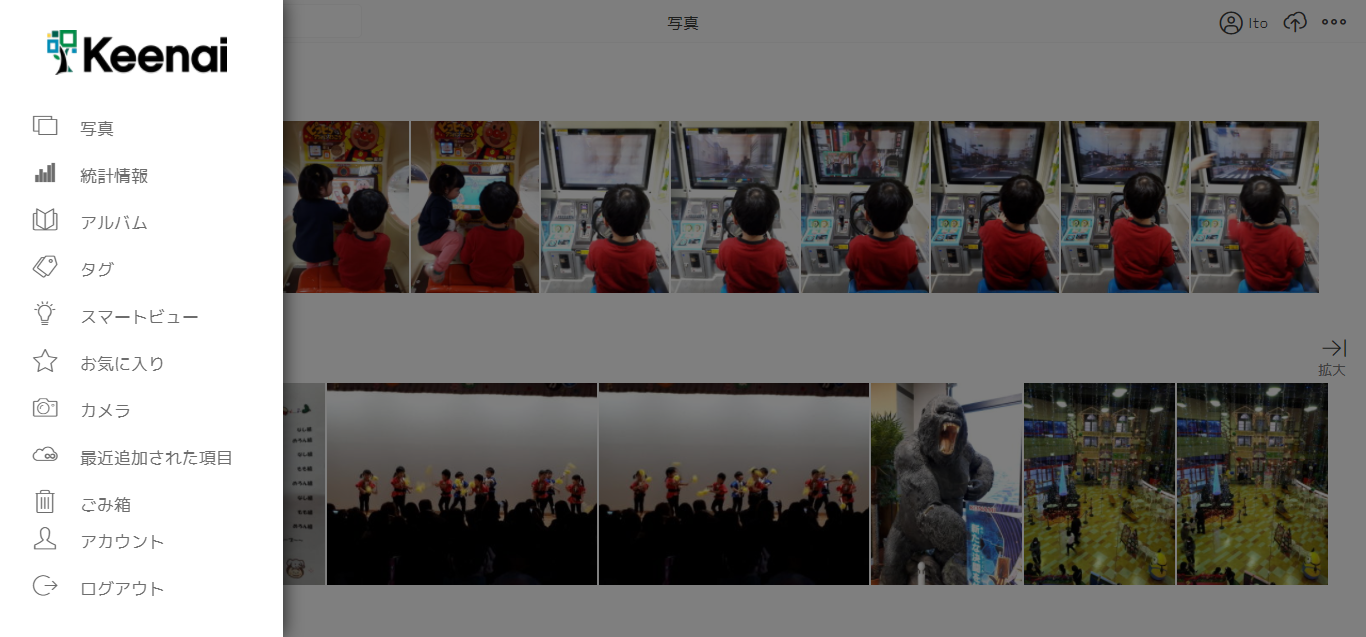 Keenai
写真
統計情報
アルバム
タグ
スマートビュー
お気に入り
カメラ
最近追加された項目
ごみ箱
アカウント
ログアウト
写真
Ito
拡大